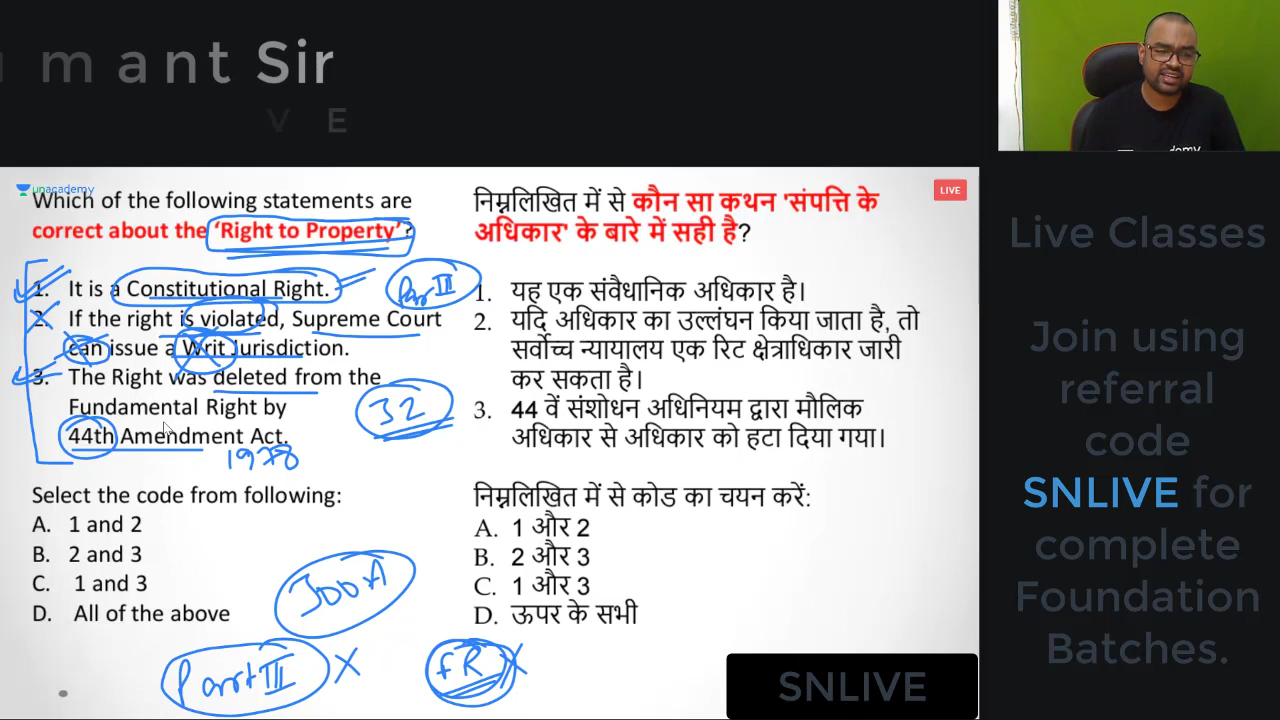 m a n t Sir
V E
unacademy
LIVE
Which of the following statements are
correct about the ‘Right to Property’?
1. It is a Constitutional Right.
Part III
2. If the right is violated, Supreme Court
can issue a Writ Jurisdiction.
3. The Right was deleted from the
Fundamental Right by
44th Amendment Act.
32
1978
Select the code from following:
A. 1 and 2
B. 2 and 3
C. 1 and 3
D. All of the above
300A
Part III X
FR X
निम्नलिखित में से कौन सा कथन 'संपत्ति के
अधिकार' के बारे में सही है?
1. यह एक संवैधानिक अधिकार है।
2. यदि अधिकार का उल्लंघन किया जाता है, तो
सर्वोच्च न्यायालय एक रिट क्षेत्राधिकार जारी
कर सकता है।
3. 44 वें संशोधन अधिनियम द्वारा मौलिक
अधिकार से अधिकार को हटा दिया गया।
निम्नलिखित में से कोड का चयन करें:
A. 1 और 2
B. 2 और 3
C. 1 और 3
D. ऊपर के सभी
SNLIVE
Live Classes
Join using
referral
code
SNLIVE for
complete
Foundation
Batches.